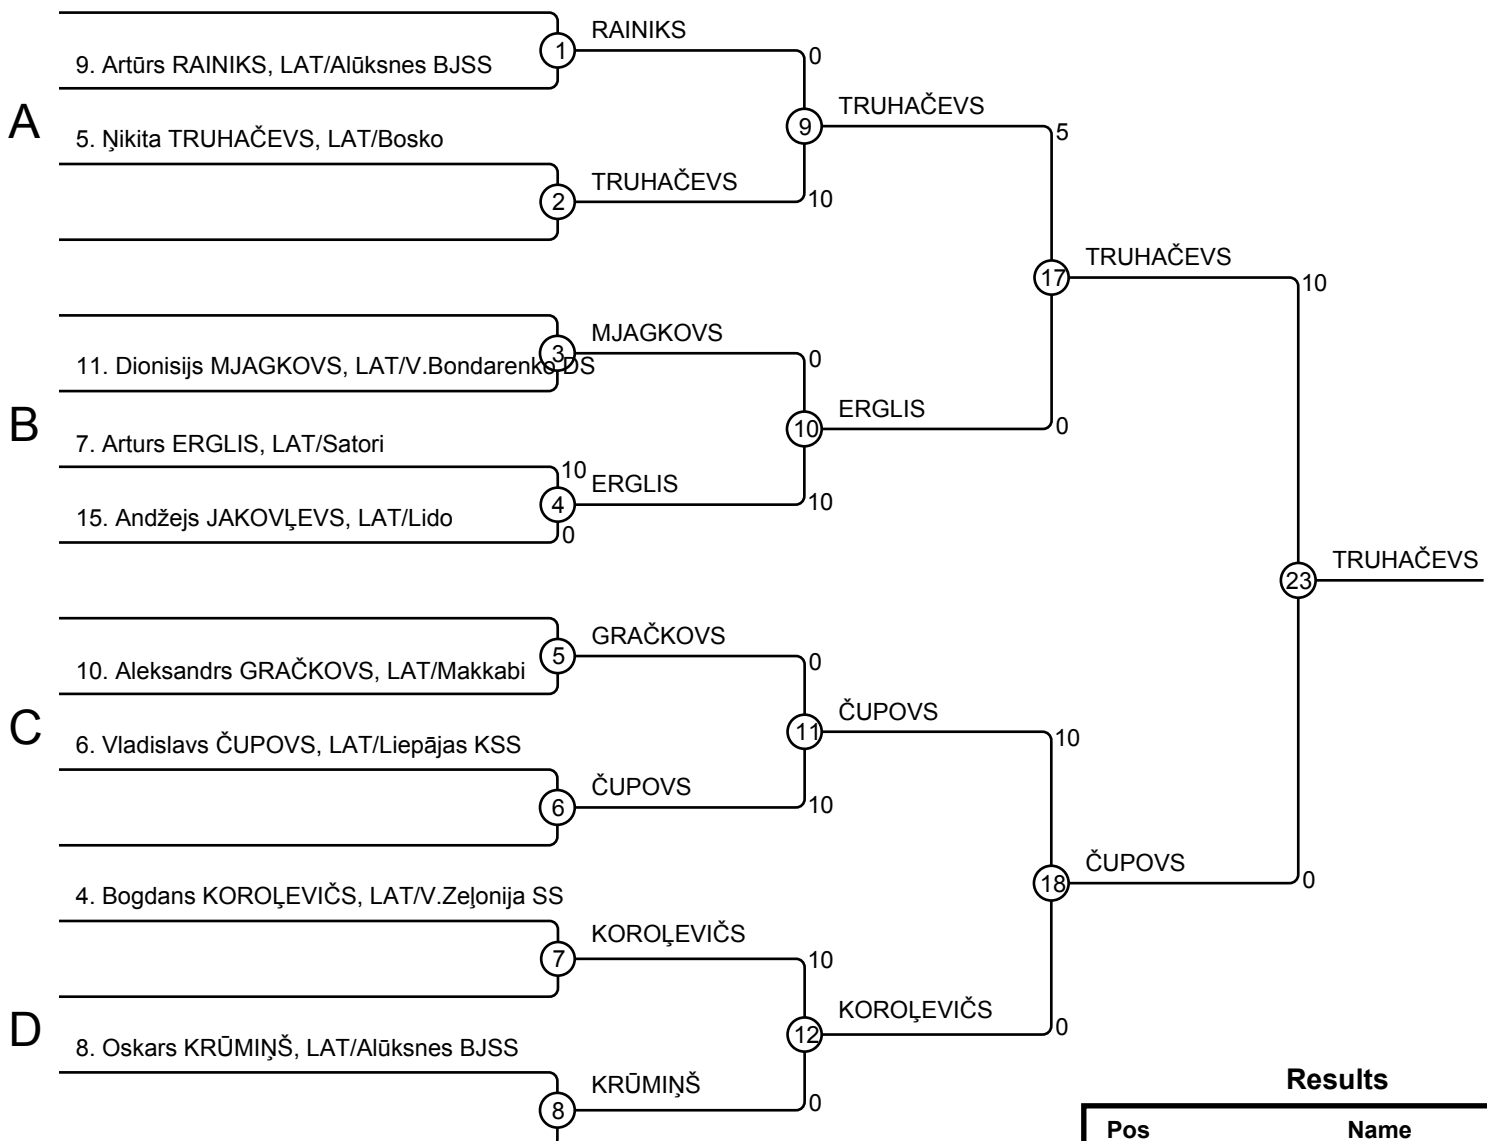 RAINIKS
1
0
9. Artūrs RAINIKS, LAT/Alūksnes BJSS
A
TRUHAČEVS
9
5
5. Ņikita TRUHAČEVS, LAT/Bosko
TRUHAČEVS
2
10
TRUHAČEVS
17
10
MJAGKOVS
3
0
11. Dionisijs MJAGKOVS, LAT/V.Bondarenko DS
B
ERGLIS
10
0
7. Arturs ERGLIS, LAT/Satori
10
ERGLIS
4
10
15. Andžejs JAKOVĻEVS, LAT/Lido
0
TRUHAČEVS
23
GRAČKOVS
5
0
10. Aleksandrs GRAČKOVS, LAT/Makkabi
C
ČUPOVS
11
10
6. Vladislavs ČUPOVS, LAT/Liepājas KSS
ČUPOVS
6
10
ČUPOVS
18
0
4. Bogdans KOROĻEVIČS, LAT/V.Zeļonija SS
KOROĻEVIČS
7
10
D
KOROĻEVIČS
12
0
8. Oskars KRŪMIŅŠ, LAT/Alūksnes BJSS
KRŪMIŅŠ
8
0
Results
Pos Name